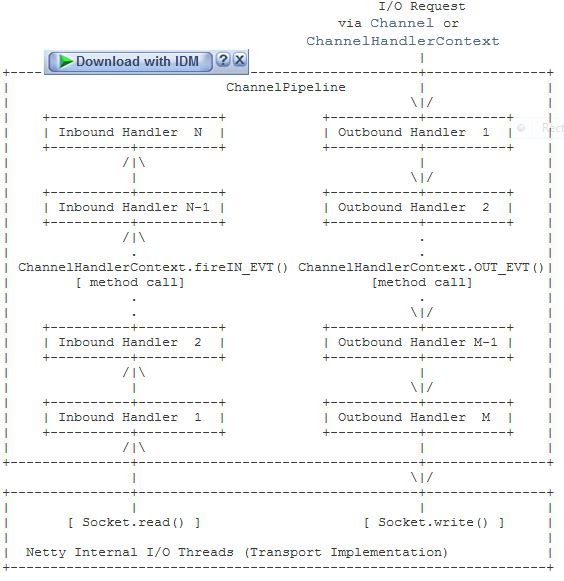 I/O Request
via Channel or
ChannelHandlerContext
Download with IDM ? X
ChannelPipeline
Inbound Handler N
Outbound Handler 1
Rect
Inbound Handler N-1
Outbound Handler 2
ChannelHandlerContext.fireIN_EVT() ChannelHandlerContext.OUT_EVT()
[ method call] [method call]
Inbound Handler 2
Outbound Handler M-1
Inbound Handler 1
Outbound Handler M
[ Socket.read() ] [ Socket.write() ]
Netty Internal I/O Threads (Transport Implementation)